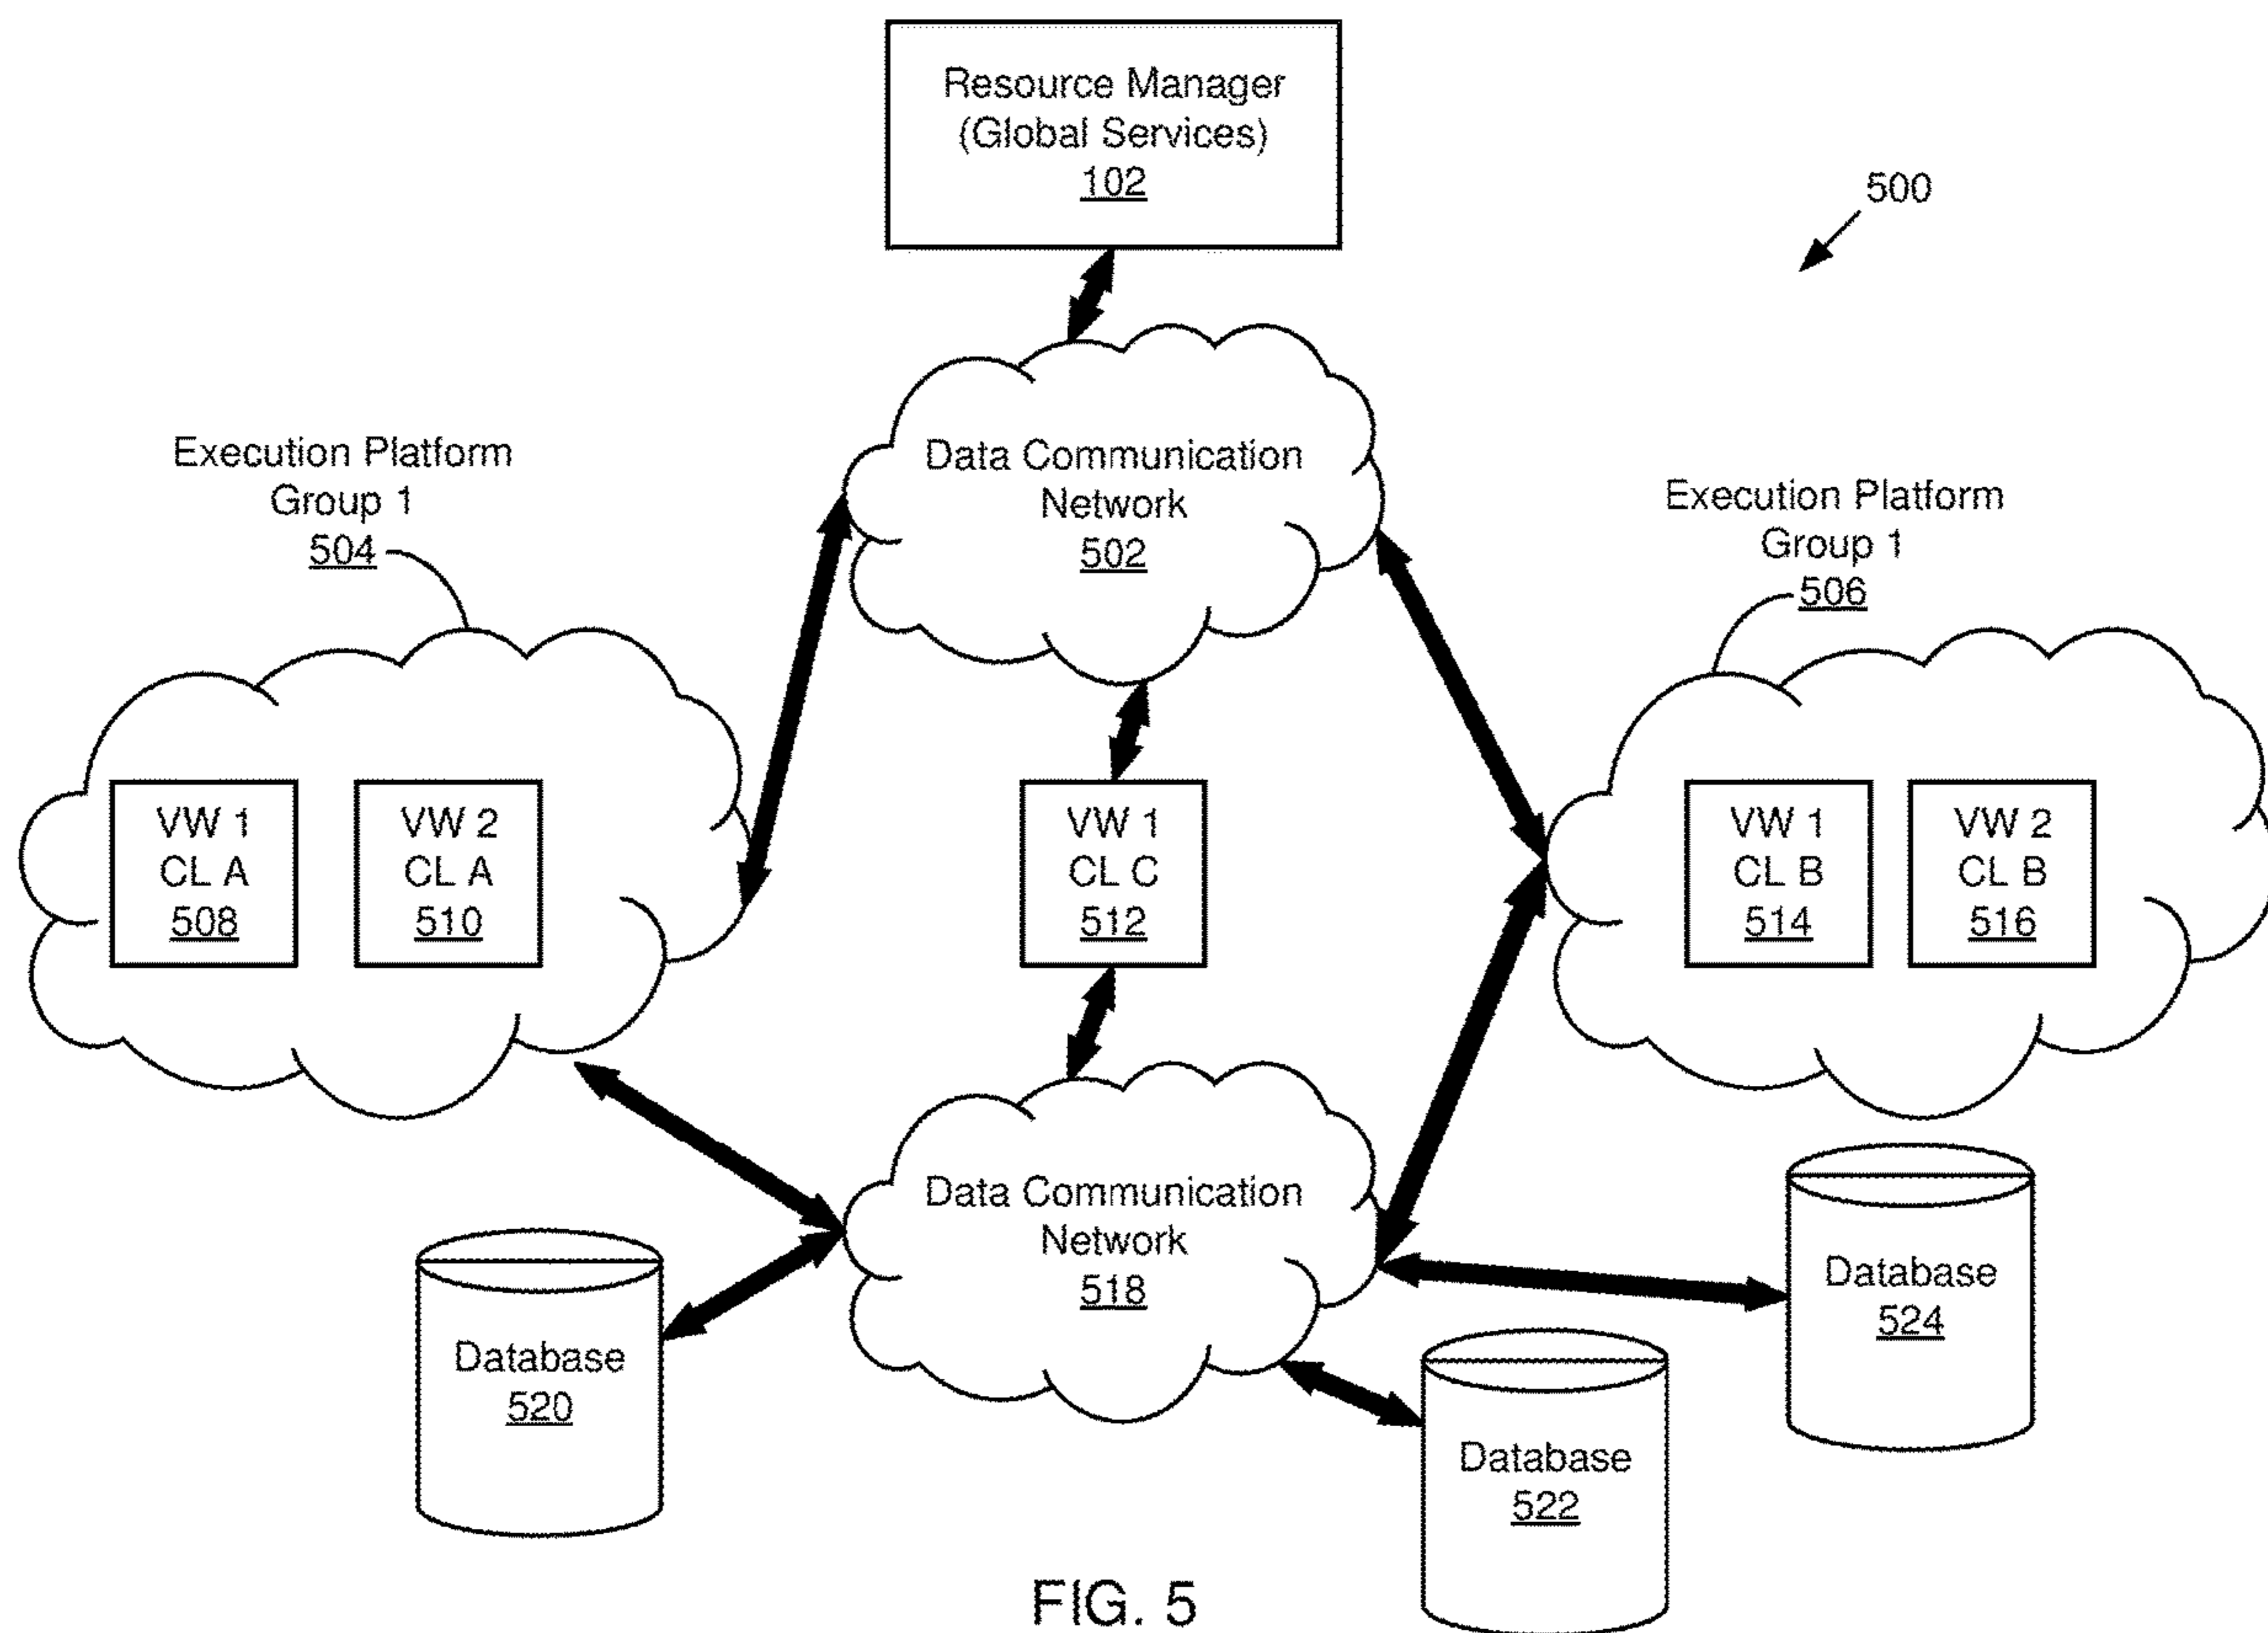 Resource Manager
(Global Services)
102
500
Execution Platform
Group 1
504
Data Communication
Network
502
Execution Platform
Group 1
506
VW 1
CL A
508
VW 2
CL A
510
VW 1
CL C
512
VW 1
CL B
514
VW 2
CL B
516
Data Communication
Network
518
Database
520
Database
522
Database
524
FIG. 5